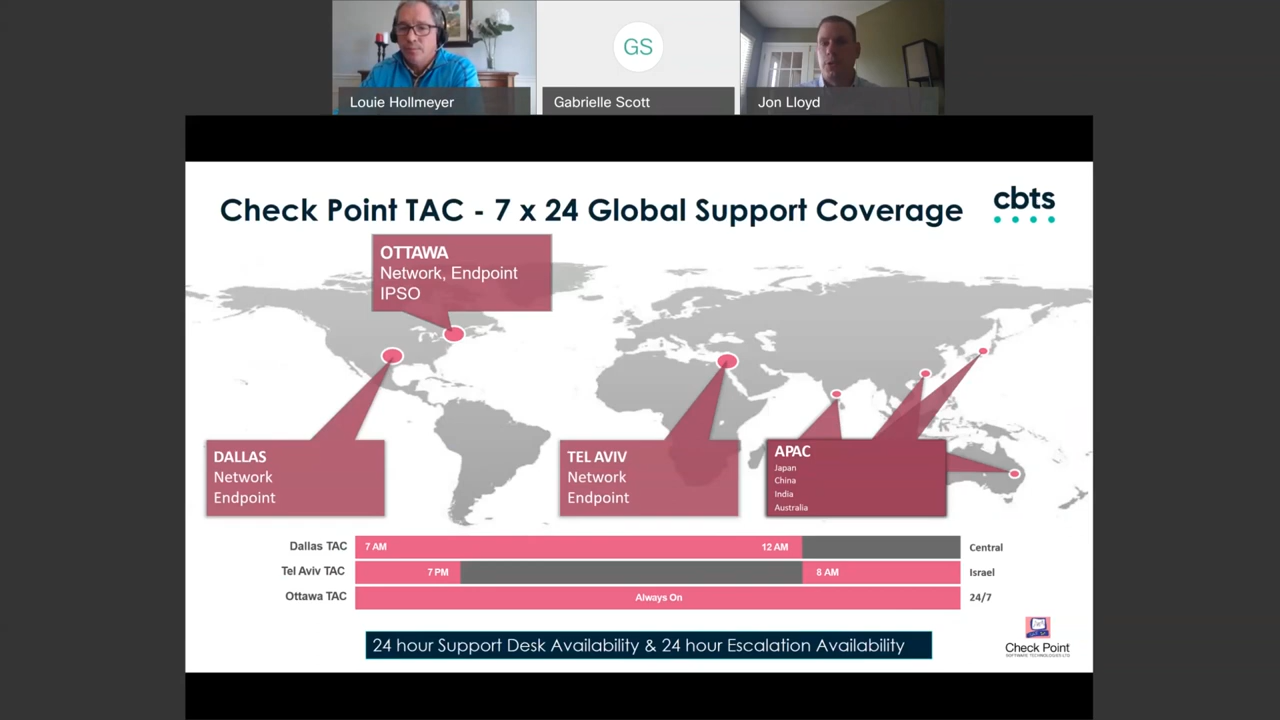 GS
Louie Hollmeyer
Gabrielle Scott
Jon Lloyd
Check Point TAC - 7 x 24 Global Support Coverage
cbts
OTTAWA
Network, Endpoint
IPSO
DALLAS
Network
Endpoint
TEL AVIV
Network
Endpoint
APAC
Japan
China
India
Australia
Dallas TAC 7 AM 12 AM Central
Tel Aviv TAC 7 PM 8 AM Israel
Ottawa TAC Always On 24/7
24 hour Support Desk Availability & 24 hour Escalation Availability
Check Point
SOFTWARE TECHNOLOGIES LTD